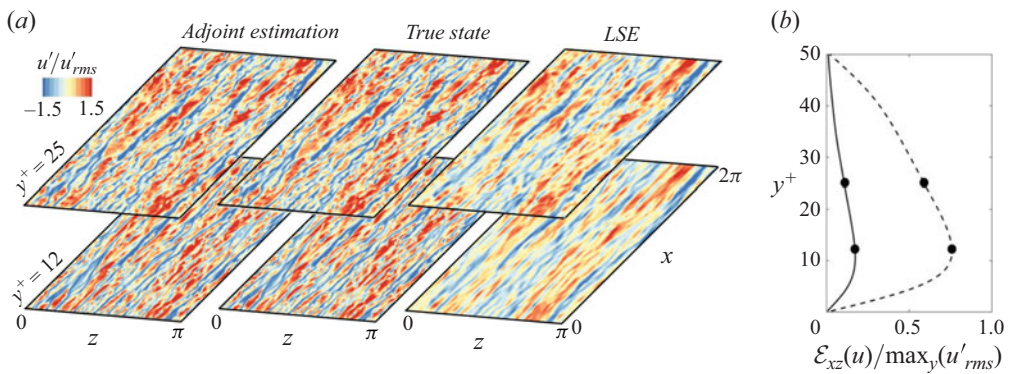 (a)
Adjoint estimation
True state
LSE
u′/u′rms
−1.5 1.5
y+ = 25
y+ = 12
0 z π
0 z π
0 z π
0
x
2π
(b)
50
40
30
20
10
y+
0 0.5 1.0
ℰxz(u)/maxy(u′rms)